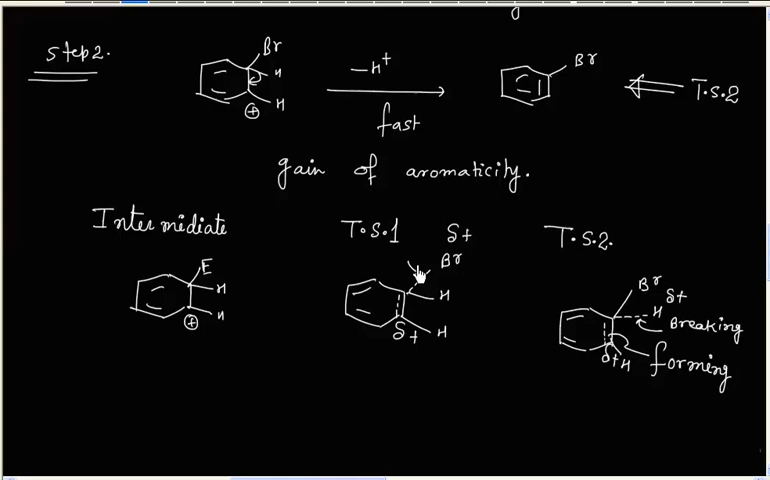 Step 2.
Br
H
H
⊕
-H⁺
fast
Br
T.S.2
gain of aromaticity.
Intermediate
E
H
H
⊕
T.S.1 δ+
Br
H
H
δ+
T.S.2.
Br
δ+
H
Breaking
δ+
H
forming